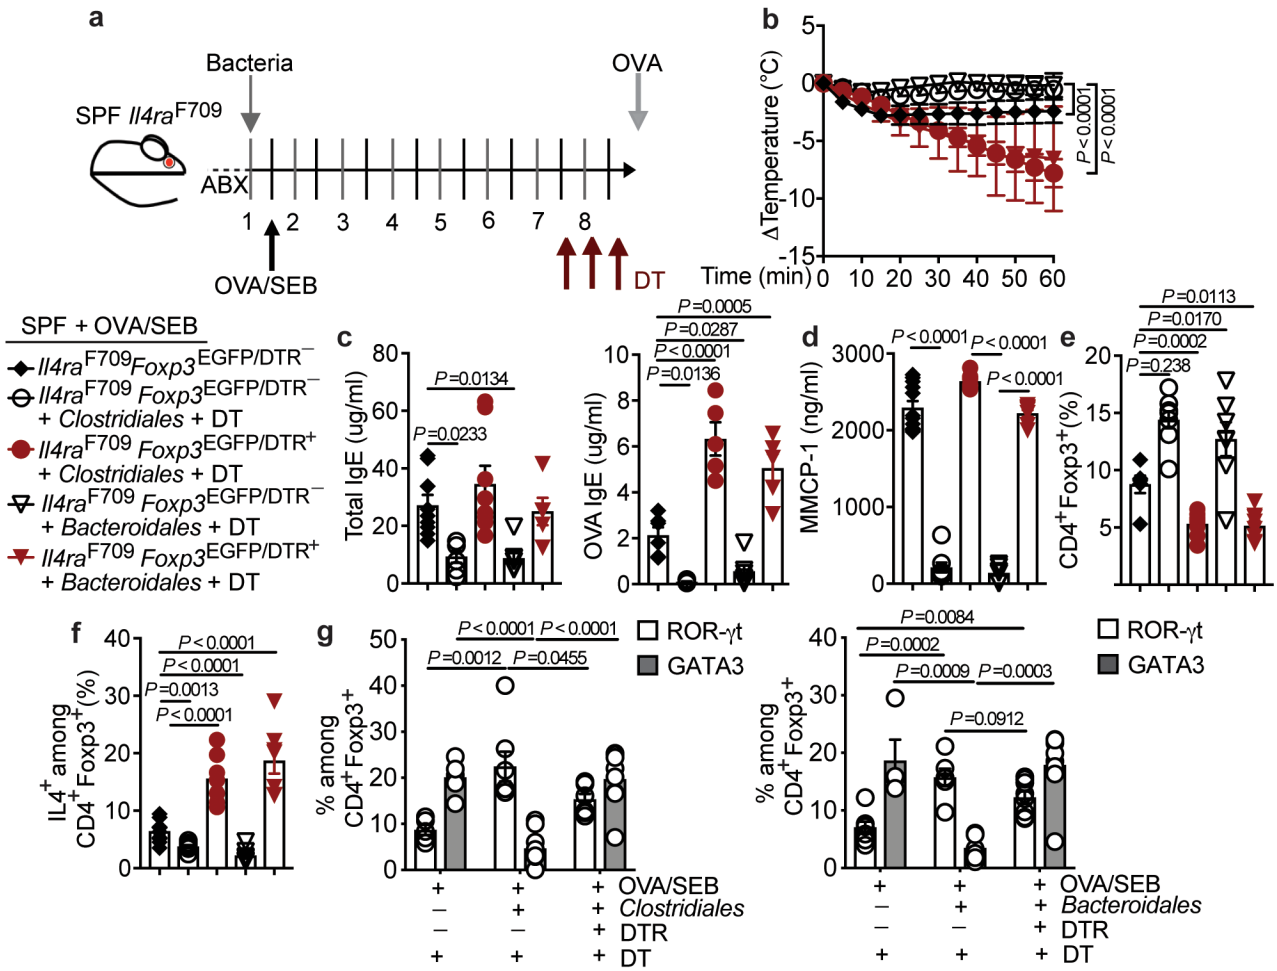 a
Bacteria
OVA
SPF Il4raF709
ABX
1 2 3 4 5 6 7 8
OVA/SEB
DT
b
ΔTemperature (°C)
5
0
-5
-10
-15
Time (min)
0 10 20 30 40 50 60
P<0.0001
P<0.0001
SPF + OVA/SEB
Il4raF709Foxp3EGFP/DTR−
Il4raF709 Foxp3EGFP/DTR−
+ Clostridiales + DT
Il4raF709 Foxp3EGFP/DTR+
+ Clostridiales + DT
Il4raF709 Foxp3EGFP/DTR−
+ Bacteroidales + DT
Il4raF709 Foxp3EGFP/DTR+
+ Bacteroidales + DT
c
Total IgE (ug/ml)
80
60
40
20
0
P=0.0134
P=0.0233
OVA IgE (ug/ml)
10
8
6
4
2
0
P=0.0005
P=0.0287
P<0.0001
P=0.0136
d
MMCP-1 (ng/ml)
3000
2000
1000
0
P<0.0001
P<0.0001
P<0.0001
e
CD4+Foxp3+(%)
20
15
10
5
P=0.0113
P=0.0170
P=0.0002
P=0.238
f
IL4+ among
CD4+Foxp3+(%)
40
30
20
10
0
P<0.0001
P<0.0001
P=0.0013
P<0.0001
g
% among
CD4+Foxp3+
50
40
30
20
10
0
P<0.0001 P<0.0001
P=0.0012 P=0.0455
ROR-γt
GATA3
+ + + OVA/SEB
− + + Clostridiales
− − + DTR
+ + + DT
% among
CD4+Foxp3+
40
30
20
10
0
P=0.0084
P=0.0002
P=0.0009 P=0.0003
P=0.0912
ROR-γt
GATA3
+ + + OVA/SEB
− + + Bacteroidales
− − + DTR
+ + + DT